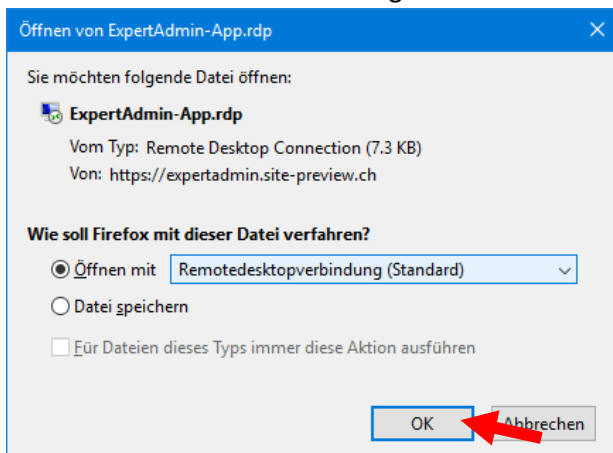 Öffnen von ExpertAdmin-App.rdp
Sie möchten folgende Datei öffnen:
ExpertAdmin-App.rdp
Vom Typ: Remote Desktop Connection (7.3 KB)
Von: https://expertadmin.site-preview.ch
Wie soll Firefox mit dieser Datei verfahren?
Öffnen mit Remotedesktopverbindung (Standard)
Datei speichern
Für Dateien dieses Typs immer diese Aktion ausführen
OK Abbrechen